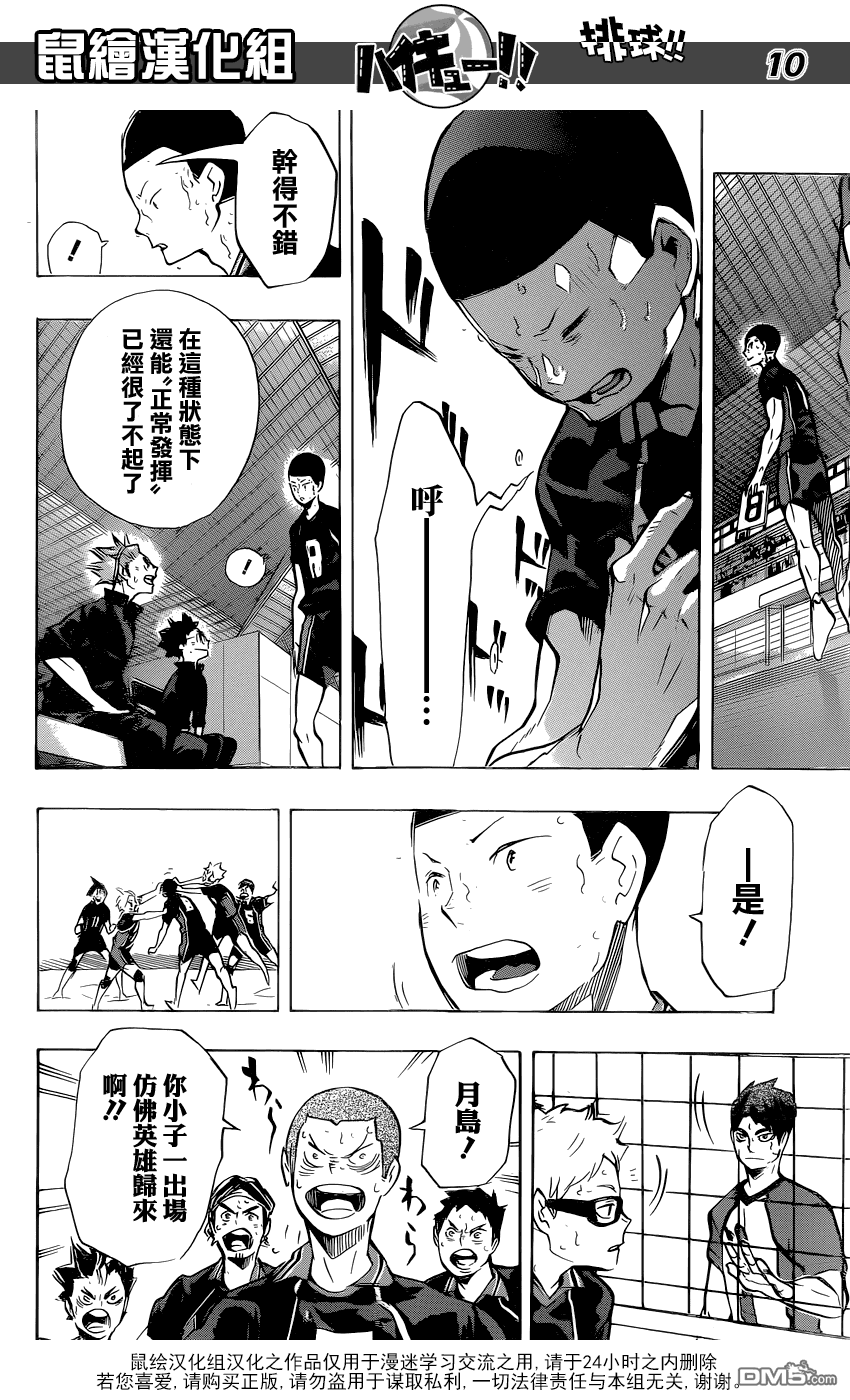 鼠繪漢化組
ハイキュー!!
排球!!
10
8
ドドド
呼——…
幹得不錯
!
在這種狀態下
還能〝正常發揮〞
已經很了不起了
!
—是!
11
5
月島!
わら
わら
你小子一出場
仿佛英雄歸來
啊!!
鼠绘汉化组汉化之作品仅用于漫迷学习交流之用, 请于24小时之内删除
若您喜爱, 请购买正版, 请勿盗用于谋取私利, 一切法律责任与本组无关, 谢谢。
DM5.com